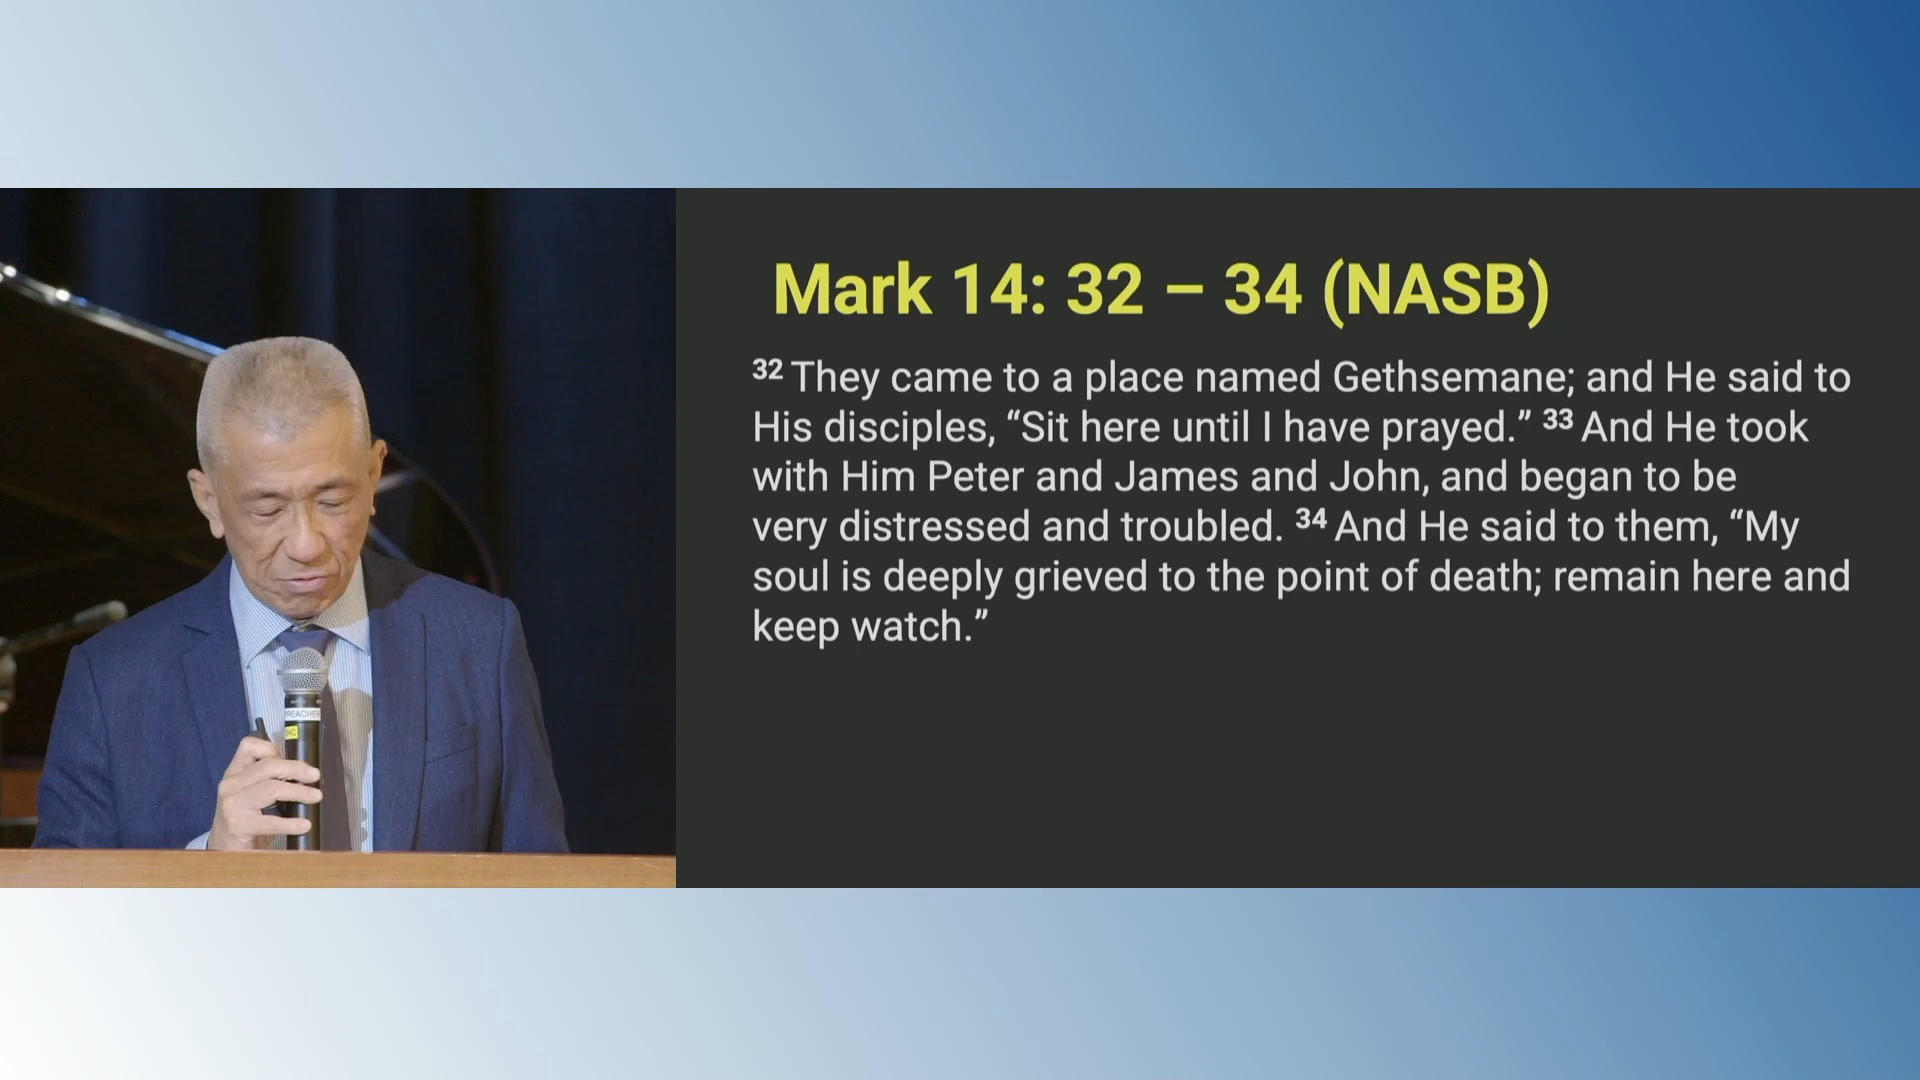 Mark 14: 32 – 34 (NASB)
32 They came to a place named Gethsemane; and He said to
His disciples, “Sit here until I have prayed.” 33 And He took
with Him Peter and James and John, and began to be
very distressed and troubled. 34 And He said to them, “My
soul is deeply grieved to the point of death; remain here and
keep watch.”
PREACHER